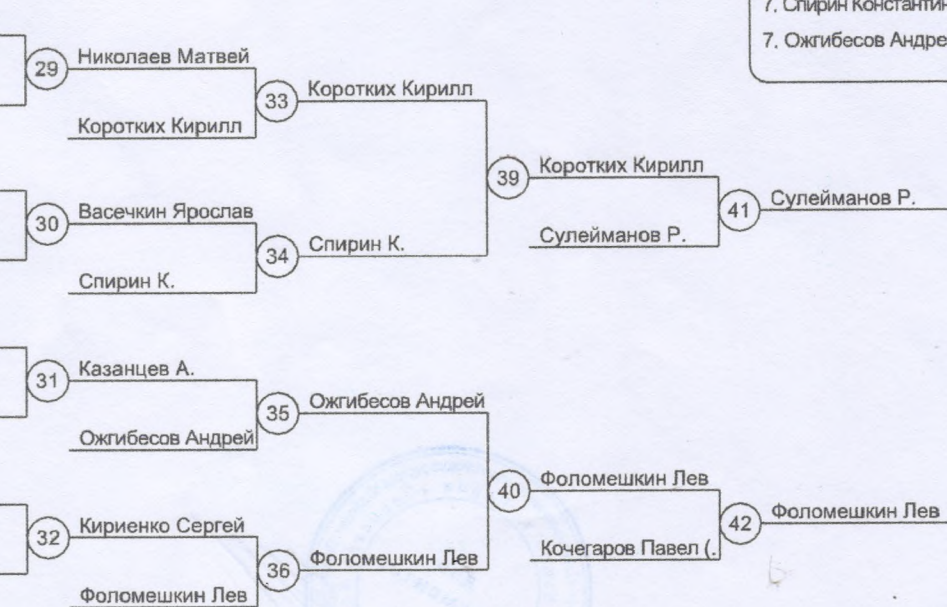 7. Спирин Константин
7. Ожгибесов Андре
29 Николаев Матвей
33 Коротких Кирилл
Коротких Кирилл
39 Коротких Кирилл
30 Васечкин Ярослав
41 Сулейманов Р.
34 Спирин К.
Сулейманов Р.
Спирин К.
31 Казанцев А.
35 Ожгибесов Андрей
Ожгибесов Андрей
40 Фоломешкин Лев
32 Кириенко Сергей
42 Фоломешкин Лев
36 Фоломешкин Лев
Кочегаров Павел (.
Фоломешкин Лев